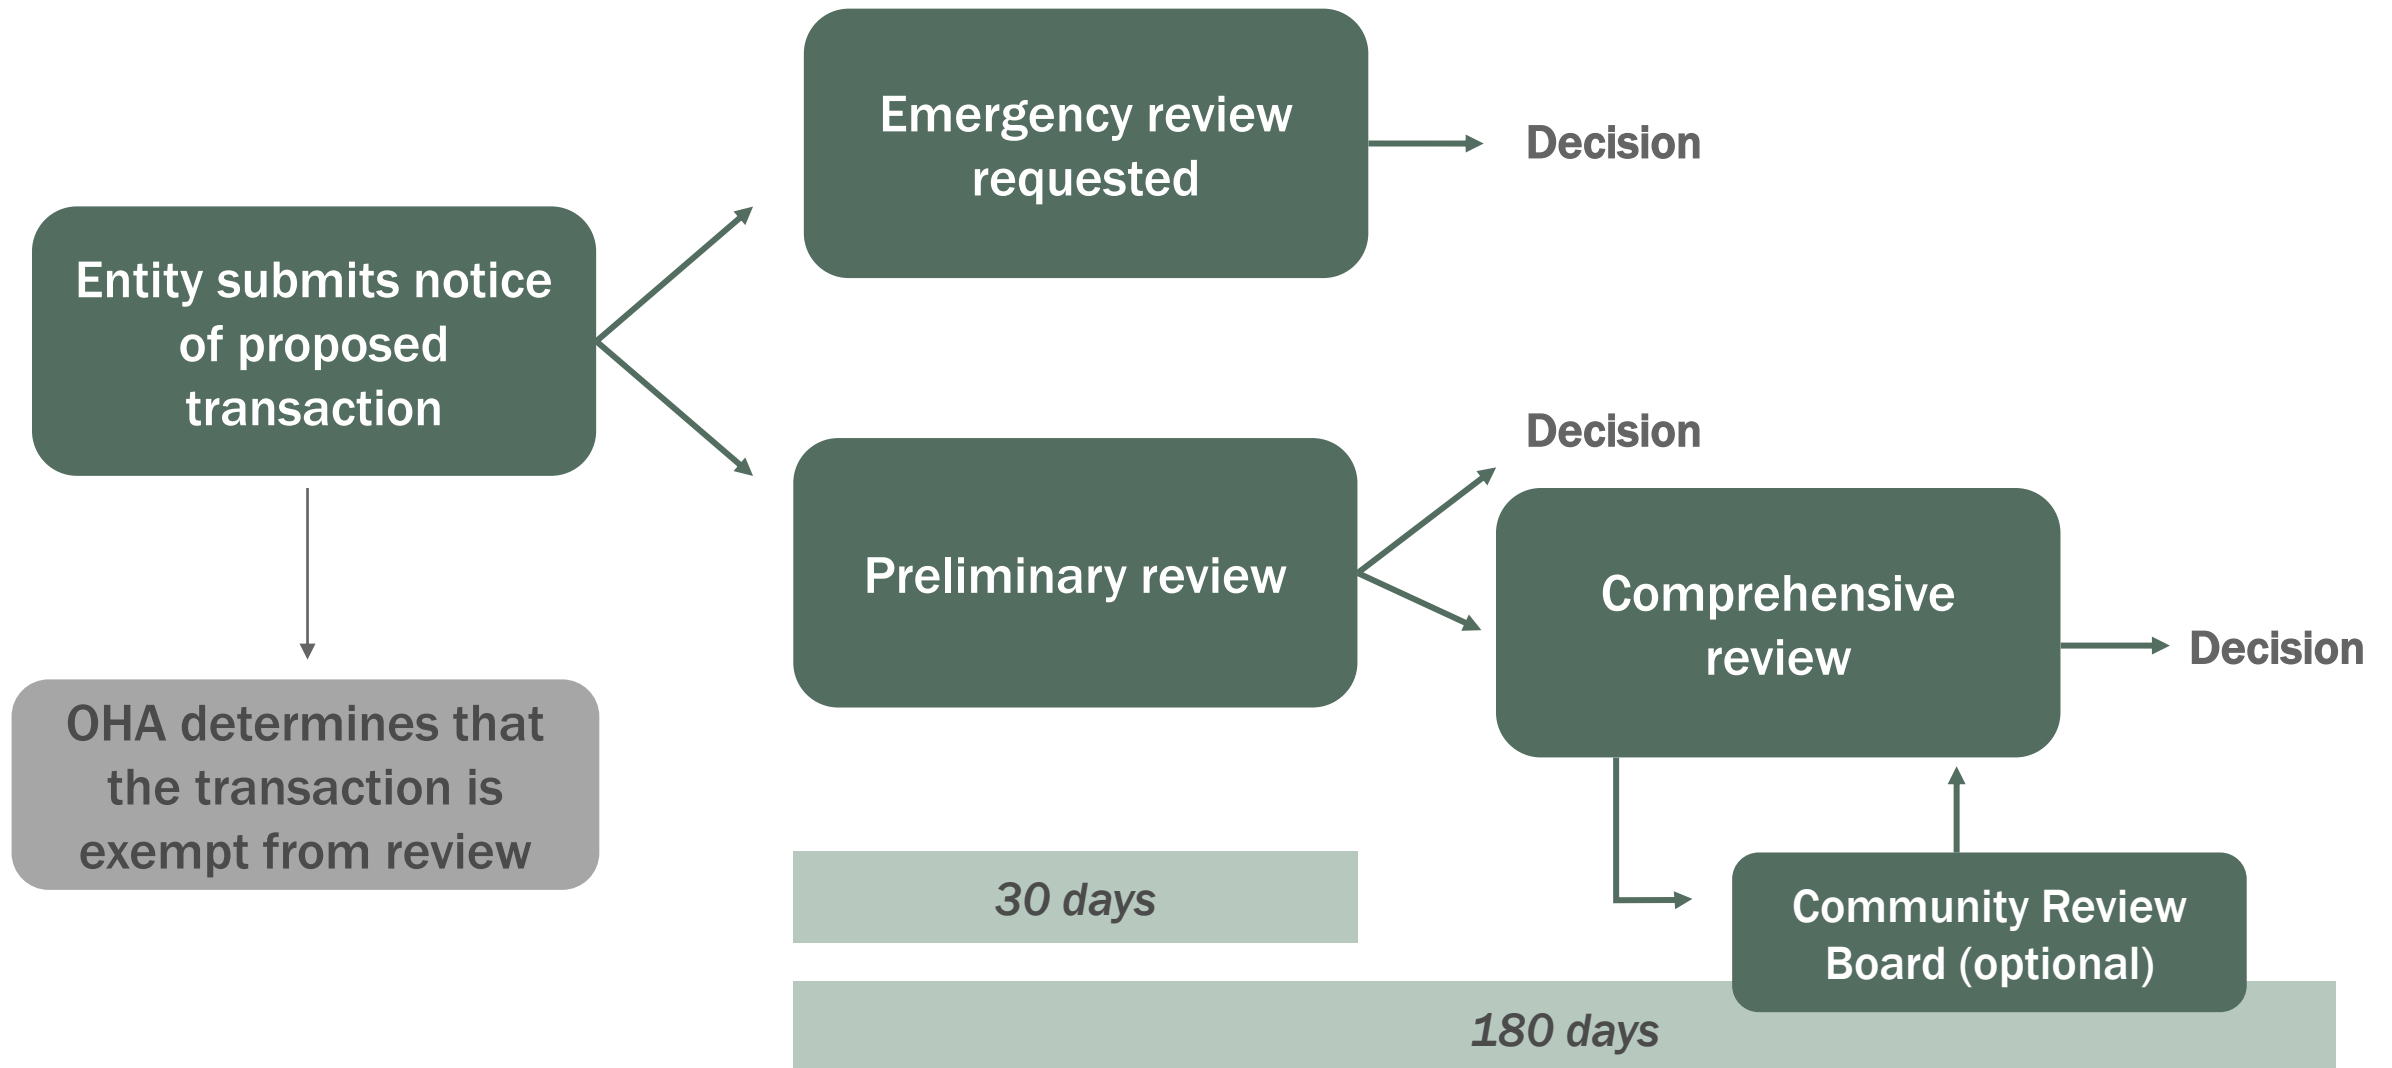 Emergency review
requested
Decision
Entity submits notice
of proposed
transaction
Decision
Preliminary review
Comprehensive
review
Decision
OHA determines that
the transaction is
exempt from review
30 days
Community Review
Board (optional)
180 days